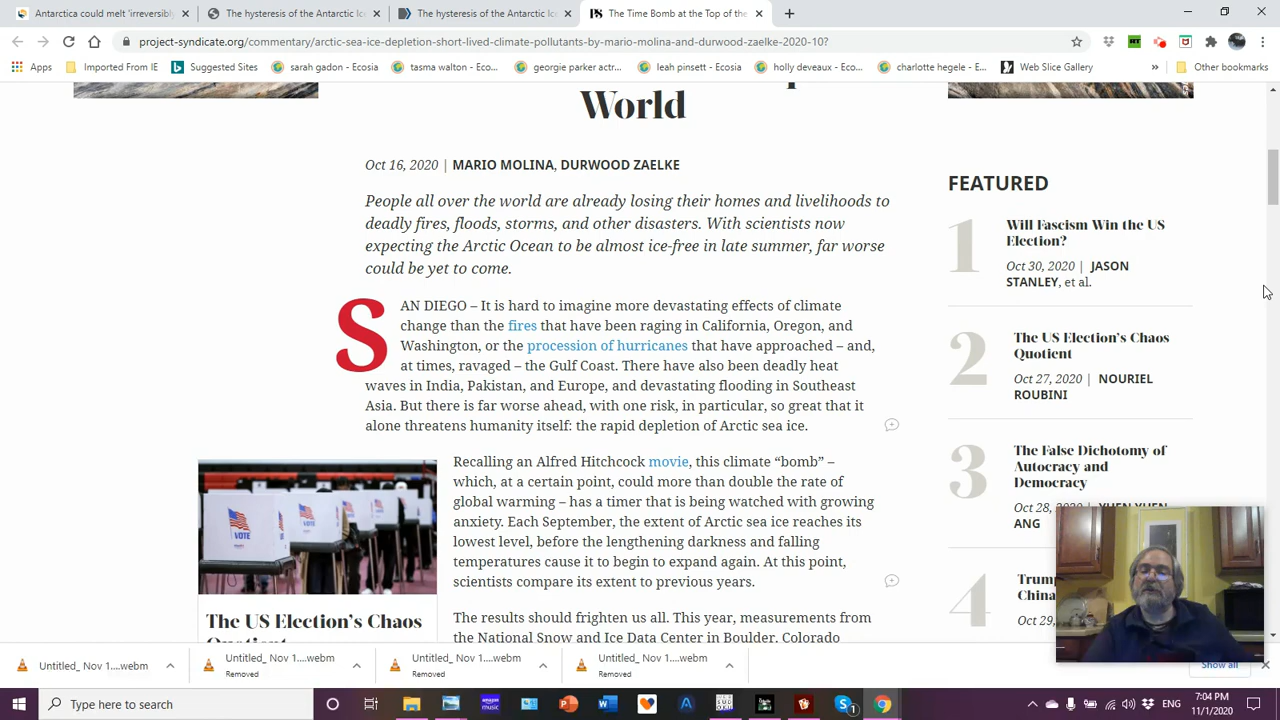 Antarctica could melt 'irreversibly
The hysteresis of the Antarctic Ice
The hysteresis of the Antarctic Ice
PS The Time Bomb at the Top of the
project-syndicate.org/commentary/arctic-sea-ice-depletion-short-lived-climate-pollutants-by-mario-molina-and-durwood-zaelke-2020-10?
Apps Imported From IE Suggested Sites sarah gadon - Ecosia tasma walton - Eco... georgie parker actr... leah pinsett - Ecosia holly deveaux - Eco... charlotte hegele - E... Web Slice Gallery » Other bookmarks
World
Oct 16, 2020 | MARIO MOLINA, DURWOOD ZAELKE
People all over the world are already losing their homes and livelihoods to
deadly fires, floods, storms, and other disasters. With scientists now
expecting the Arctic Ocean to be almost ice-free in late summer, far worse
could be yet to come.
SAN DIEGO – It is hard to imagine more devastating effects of climate
change than the fires that have been raging in California, Oregon, and
Washington, or the procession of hurricanes that have approached – and,
at times, ravaged – the Gulf Coast. There have also been deadly heat
waves in India, Pakistan, and Europe, and devastating flooding in Southeast
Asia. But there is far worse ahead, with one risk, in particular, so great that it
alone threatens humanity itself: the rapid depletion of Arctic sea ice.
Recalling an Alfred Hitchcock movie, this climate “bomb” –
which, at a certain point, could more than double the rate of
global warming – has a timer that is being watched with growing
anxiety. Each September, the extent of Arctic sea ice reaches its
lowest level, before the lengthening darkness and falling
temperatures cause it to begin to expand again. At this point,
scientists compare its extent to previous years.
The results should frighten us all. This year, measurements from
the National Snow and Ice Data Center in Boulder, Colorado
VOTE
VOTE
VOTE
The US Election’s Chaos
Quotient
FEATURED
1
Will Fascism Win the US
Election?
Oct 30, 2020 | JASON
STANLEY, et al.
2
The US Election’s Chaos
Quotient
Oct 27, 2020 | NOURIEL
ROUBINI
3
The False Dichotomy of
Autocracy and
Democracy
Oct 28, YUEN YUEN
ANG
4
Trum
China
Oct 29,
Untitled_ Nov 1....webm
Untitled_ Nov 1....webm
Removed
Untitled_ Nov 1....webm
Removed
Untitled_ Nov 1....webm
Removed
Show all
Type here to search
ENG
7:04 PM
11/1/2020